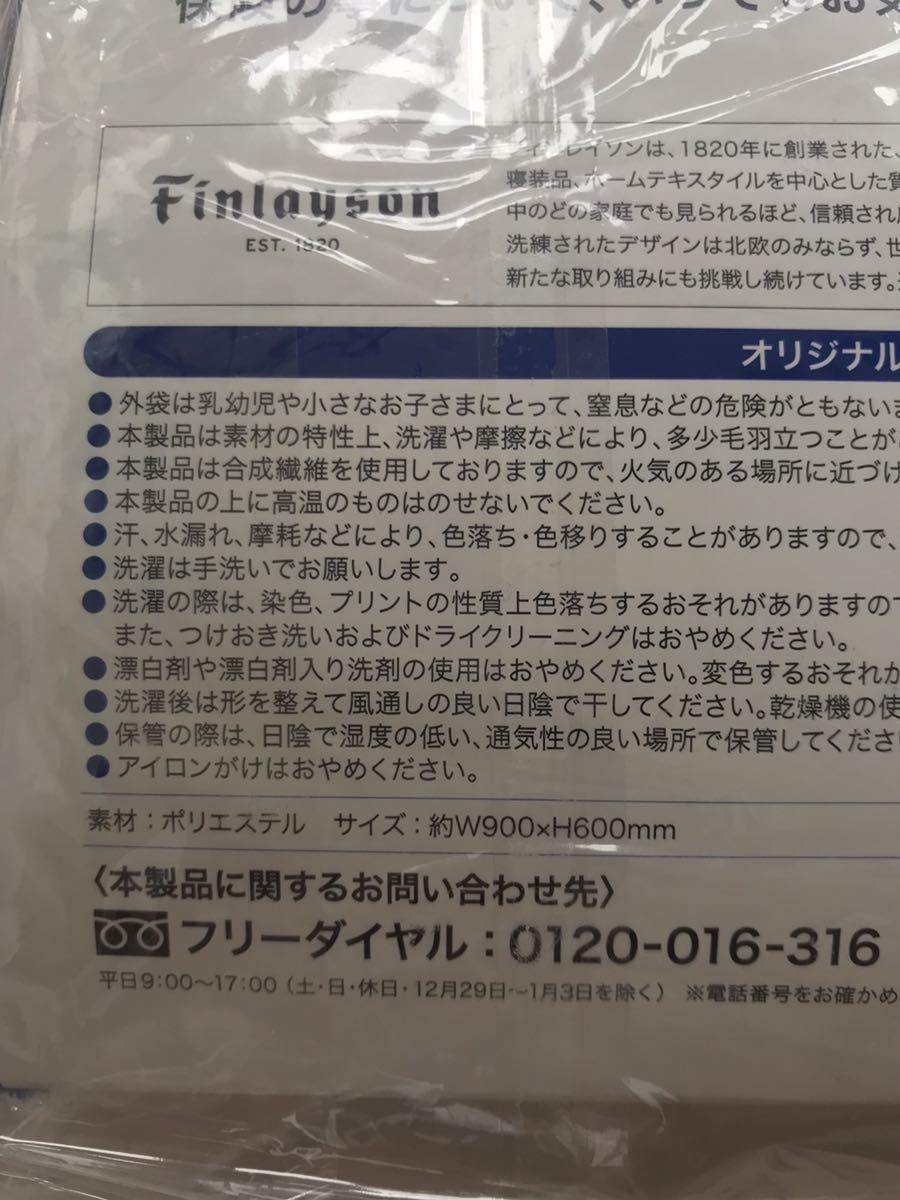 保険の
Finlayson
EST. 1820
フィンレイソンは、1820年に創業された、
寝装品、ホームテキスタイルを中心とした質
中のどの家庭でも見られるほど、信頼され
洗練されたデザインは北欧のみならず、世
新たな取り組みにも挑戦し続けています。
オリジナル
●外袋は乳幼児や小さなお子さまにとって、窒息などの危険がともない
●本製品は素材の特性上、洗濯や摩擦などにより、多少毛羽立つことが
●本製品は合成繊維を使用しておりますので、火気のある場所に近づけ
●本製品の上に高温のものはのせないでください。
●汗、水漏れ、摩耗などにより、色落ち・色移りすることがありますので、
●洗濯は手洗いでお願いします。
●洗濯の際は、染色、プリントの性質上色落ちするおそれがありますので
また、つけおき洗いおよびドライクリーニングはおやめください。
●漂白剤や漂白剤入り洗剤の使用はおやめください。変色するおそれが
●洗濯後は形を整えて風通しの良い日陰で干してください。乾燥機の使
●保管の際は、日陰で湿度の低い、通気性の良い場所で保管してくださ
●アイロンがけはおやめください。
素材：ポリエステル サイズ：約W900×H600mm
〈本製品に関するお問い合わせ先〉
フリーダイヤル：0120-016-316
平日9:00〜17:00（土・日・休日・12月29日〜1月3日を除く） ※電話番号をお確かめ